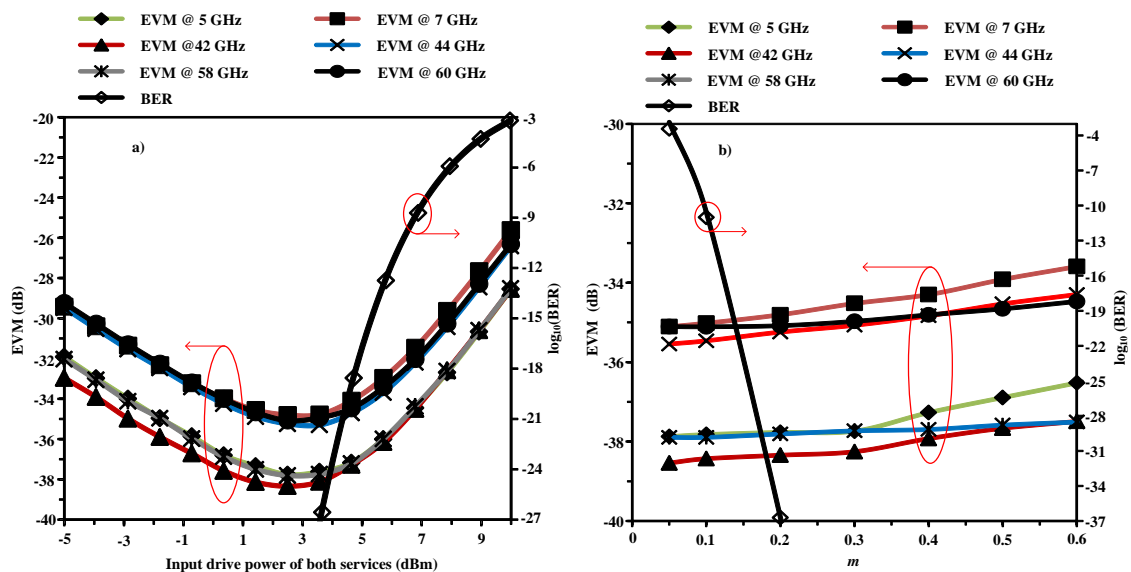 EVM @ 5 GHz
EVM @ 7 GHz
EVM @42 GHz
EVM @ 44 GHz
EVM @ 58 GHz
EVM @ 60 GHz
BER
a)
EVM (dB)
-20
-22
-24
-26
-28
-30
-32
-34
-36
-38
-40
-5
-3
-1
1
3
5
7
9
Input drive power of both services (dBm)
-3
-6
-9
-12
-15
-18
-21
-24
-27
log10(BER)
EVM @ 5 GHz
EVM @ 7 GHz
EVM @42 GHz
EVM @ 44 GHz
EVM @ 58 GHz
EVM @ 60 GHz
BER
b)
EVM (dB)
-30
-32
-34
-35
-38
-40
0
0.1
0.2
0.3
0.4
0.5
0.6
m
-4
-7
-10
-13
-16
-19
-22
-25
-28
-31
-34
-37
log10 (BER)